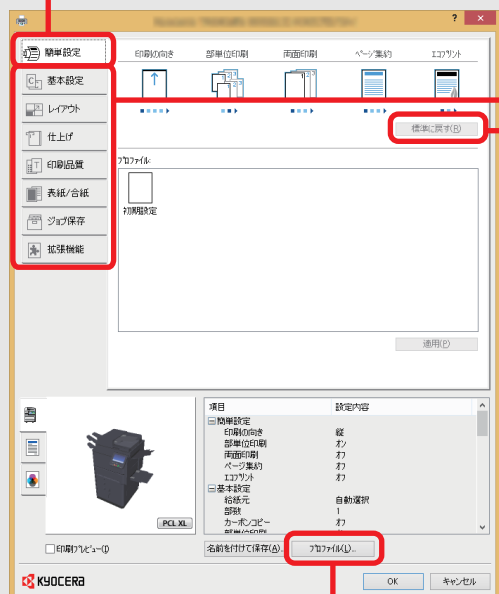 ?
簡単設定
印刷の向き 部単位印刷 両面印刷 ページ集約 エコプリント
基本設定
レイアウト
標準に戻す(R)
仕上げ
印刷品質
プロファイル:
表紙/合紙
初期設定
ジョブ保存
拡張機能
適用(P)
項目 設定内容
簡単設定
印刷の向き 縦
部単位印刷 オン
両面印刷 オフ
ページ集約 オフ
エコプリント オフ
基本設定
給紙元 自動選択
部数 1
カーボンコピー オフ
PCL XL
印刷プレビュー(I)
名前を付けて保存(A)...
プロファイル(L)...
KYOCERA
OK キャンセル